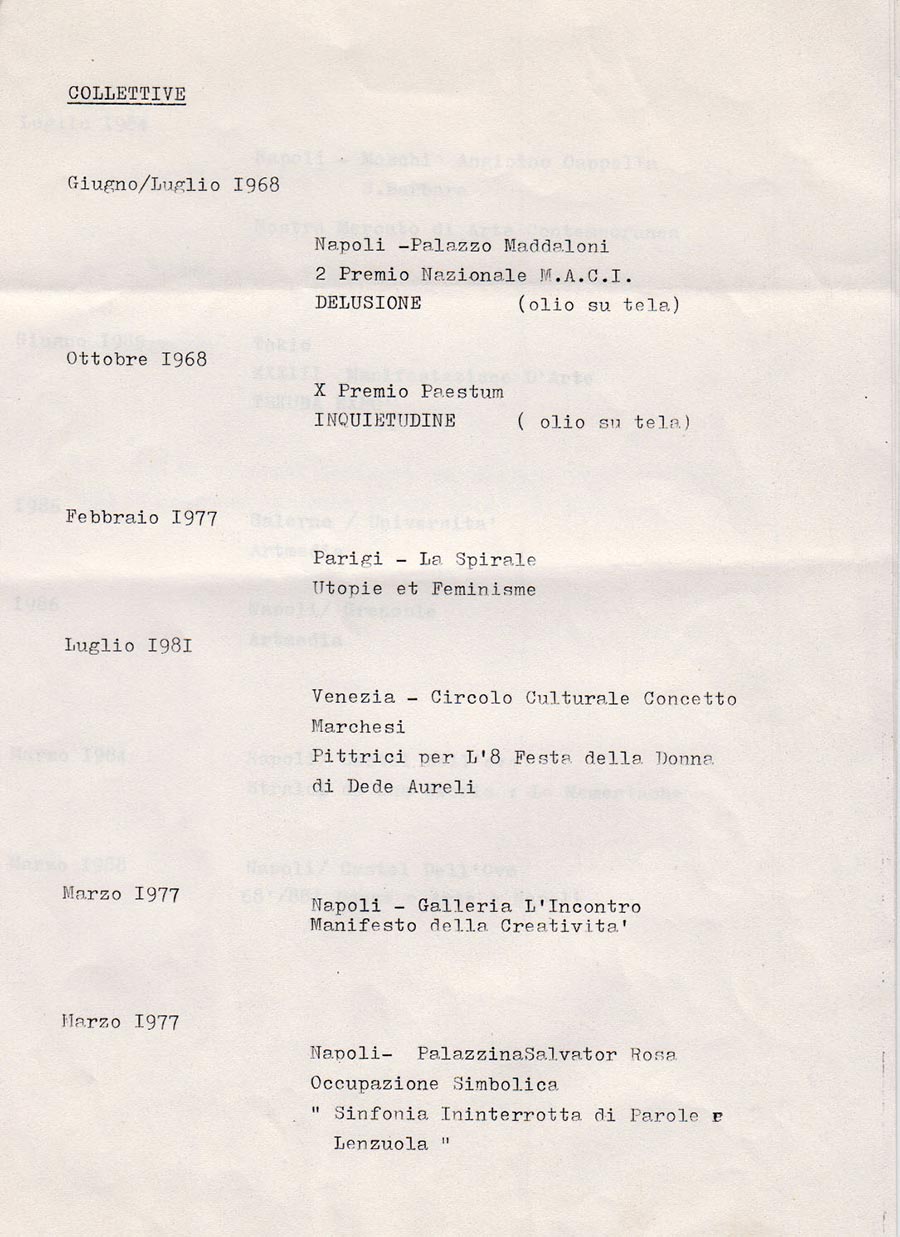 COLLETTIVE
Giugno/Luglio I968
Napoli -Palazzo Maddaloni
2 Premio Nazionale M.A.C.I.
DELUSIONE (olio su tela)
Ottobre I968
X Premio Paestum
INQUIETUDINE ( olio su tela)
Febbraio I977
Parigi - La Spirale
Utopie et Feminisme
Luglio I98I
Venezia - Circolo Culturale Concetto
Marchesi
Pittrici per L'8 Festa della Donna
di Dede Aureli
Marzo I977
Napoli - Galleria L'Incontro
Manifesto della Creativita'
Marzo I977
Napoli- PalazzinaSalvator Rosa
Occupazione Simbolica
" Sinfonia Ininterrotta di Parole E
Lenzuola "